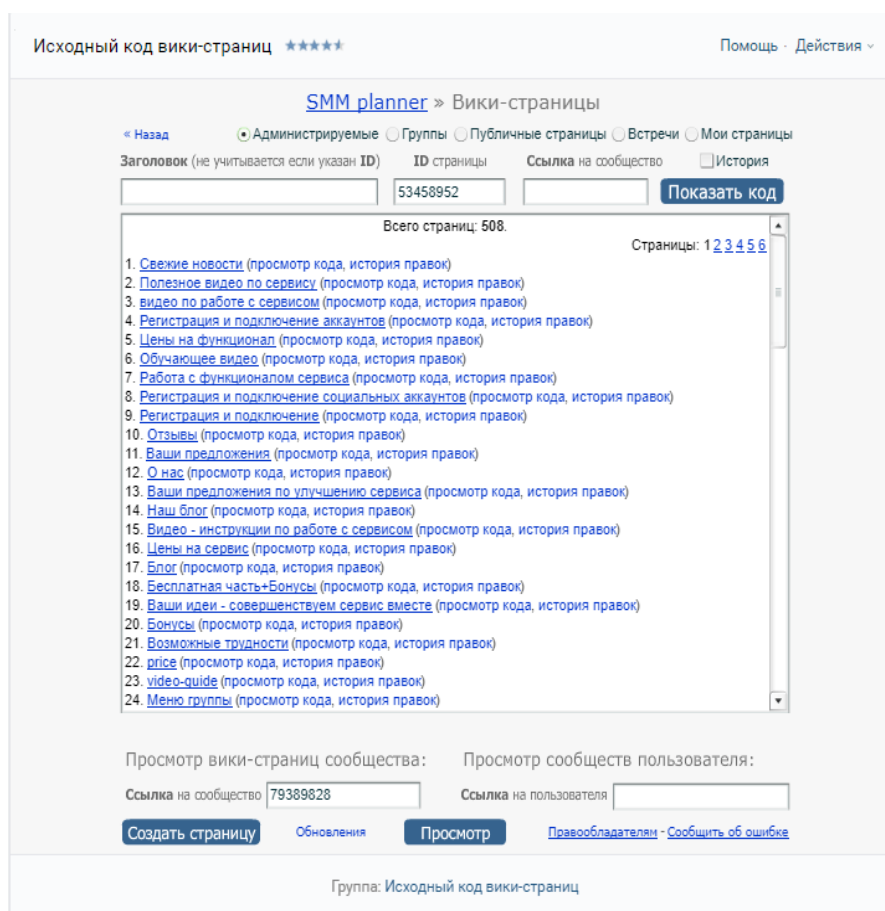 Исходный код вики-страниц
Помощь · Действия
SMM planner » Вики-страницы
« Назад Администрируемые Группы Публичные страницы Встречи Мои страницы
Заголовок (не учитывается если указан ID) ID страницы Ссылка на сообщество История
53458952 Показать код
Всего страниц: 508.
Страницы: 1 2 3 4 5 6
1. Свежие новости (просмотр кода, история правок)
2. Полезное видео по сервису (просмотр кода, история правок)
3. видео по работе с сервисом (просмотр кода, история правок)
4. Регистрация и подключение аккаунтов (просмотр кода, история правок)
5. Цены на функционал (просмотр кода, история правок)
6. Обучающее видео (просмотр кода, история правок)
7. Работа с функционалом сервиса (просмотр кода, история правок)
8. Регистрация и подключение социальных аккаунтов (просмотр кода, история правок)
9. Регистрация и подключение (просмотр кода, история правок)
10. Отзывы (просмотр кода, история правок)
11. Ваши предложения (просмотр кода, история правок)
12. О нас (просмотр кода, история правок)
13. Ваши предложения по улучшению сервиса (просмотр кода, история правок)
14. Наш блог (просмотр кода, история правок)
15. Видео - инструкции по работе с сервисом (просмотр кода, история правок)
16. Цены на сервис (просмотр кода, история правок)
17. Блог (просмотр кода, история правок)
18. Бесплатная часть+Бонусы (просмотр кода, история правок)
19. Ваши идеи - совершенствуем сервис вместе (просмотр кода, история правок)
20. Бонусы (просмотр кода, история правок)
21. Возможные трудности (просмотр кода, история правок)
22. price (просмотр кода, история правок)
23. video-guide (просмотр кода, история правок)
24. Меню группы (просмотр кода, история правок)
Просмотр вики-страниц сообщества: Просмотр сообществ пользователя:
Ссылка на сообщество 79389828 Ссылка на пользователя
Создать страницу Обновления Просмотр Правообладателям - Сообщить об ошибке
Группа: Исходный код вики-страниц